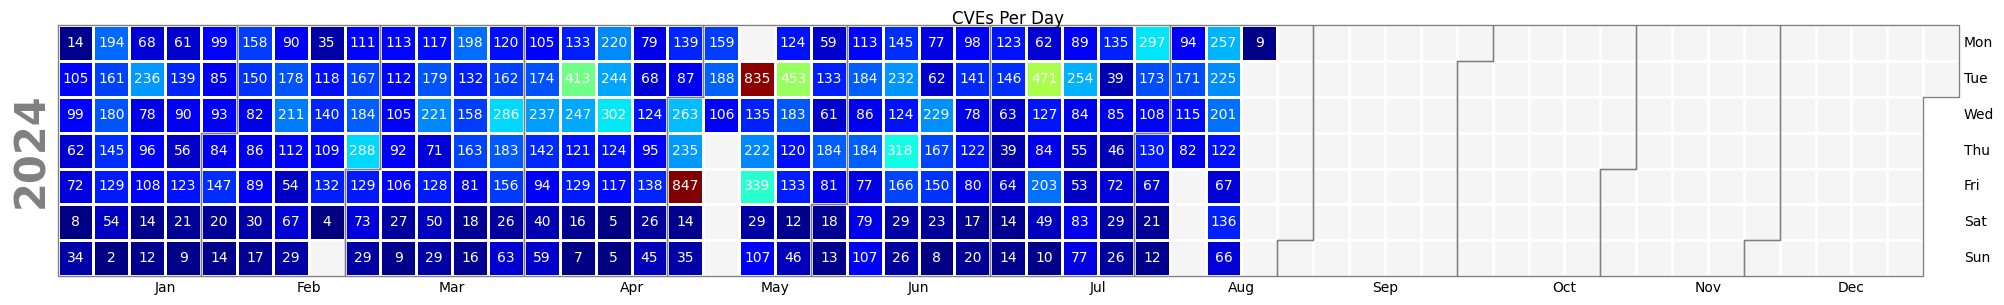 CVEs Per Day
2024
14 194 68 61 99 158 90 35 111 113 117 198 120 105 133 220 79 139 159 124 59 113 145 77 98 123 62 89 135 297 94 257 9 Mon
105 161 236 139 85 150 178 118 167 112 179 132 162 174 413 244 68 87 188 835 453 133 184 232 62 141 146 471 254 39 173 171 225 Tue
99 180 78 90 93 82 211 140 184 105 221 158 286 237 247 302 124 263 106 135 183 61 86 124 229 78 63 127 84 85 108 115 201 Wed
62 145 96 56 84 86 112 109 288 92 71 163 183 142 121 124 95 235 222 120 184 184 318 167 122 39 84 55 46 130 82 122 Thu
72 129 108 123 147 89 54 132 129 106 128 81 156 94 129 117 138 847 339 133 81 77 166 150 80 64 203 53 72 67 67 Fri
8 54 14 21 20 30 67 4 73 27 50 18 26 40 16 5 26 14 29 12 18 79 29 23 17 14 49 83 29 21 136 Sat
34 2 12 9 14 17 29 29 9 29 16 63 59 7 5 45 35 107 46 13 107 26 8 20 14 10 77 26 12 66 Sun
Jan Feb Mar Apr May Jun Jul Aug Sep Oct Nov Dec